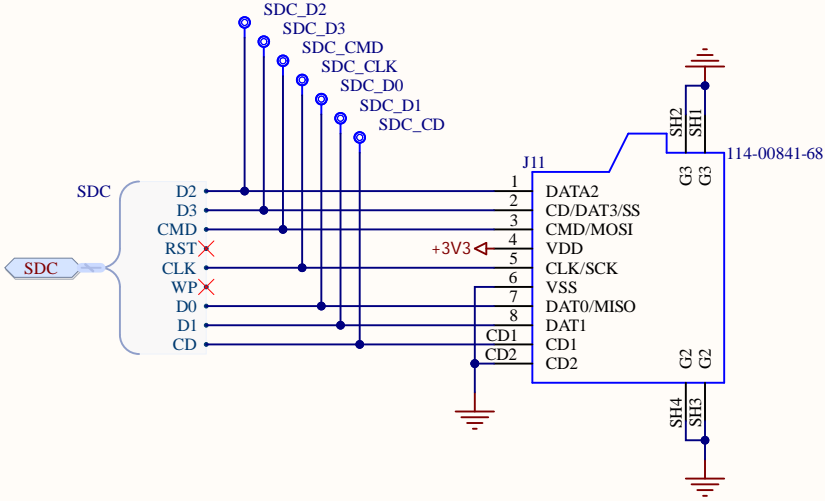 SDC_D2
SDC_D3
SDC_CMD
SDC_CLK
SDC_D0
SDC_D1
SDC_CD
SH2
SH1
J11
114-00841-68
G3
G3
SDC
D2
1
DATA2
D3
2
CD/DAT3/SS
CMD
3
CMD/MOSI
RST
+3V3
4
VDD
SDC
CLK
5
CLK/SCK
WP
6
VSS
D0
7
DAT0/MISO
D1
8
DAT1
CD
CD1
CD1
CD2
CD2
G2
G2
SH4
SH3